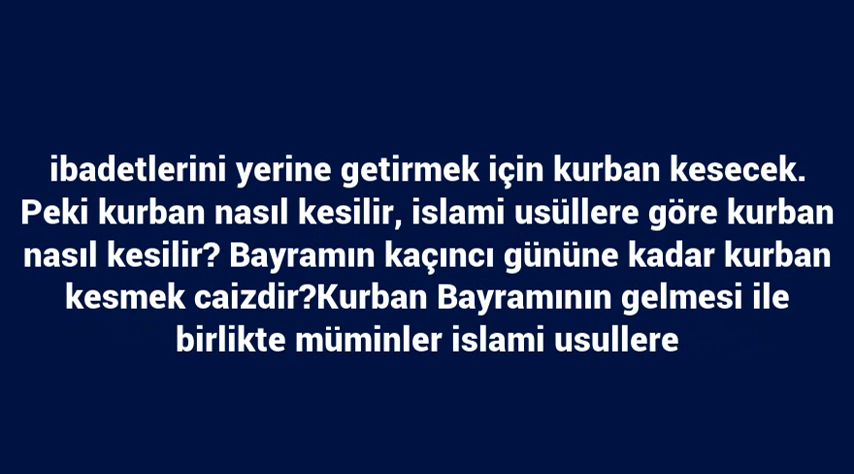 ibadetlerini yerine getirmek için kurban kesecek.
Peki kurban nasıl kesilir, islami usüllere göre kurban
nasıl kesilir? Bayramın kaçıncı gününe kadar kurban
kesmek caizdir?Kurban Bayramının gelmesi ile
birlikte müminler islami usullere